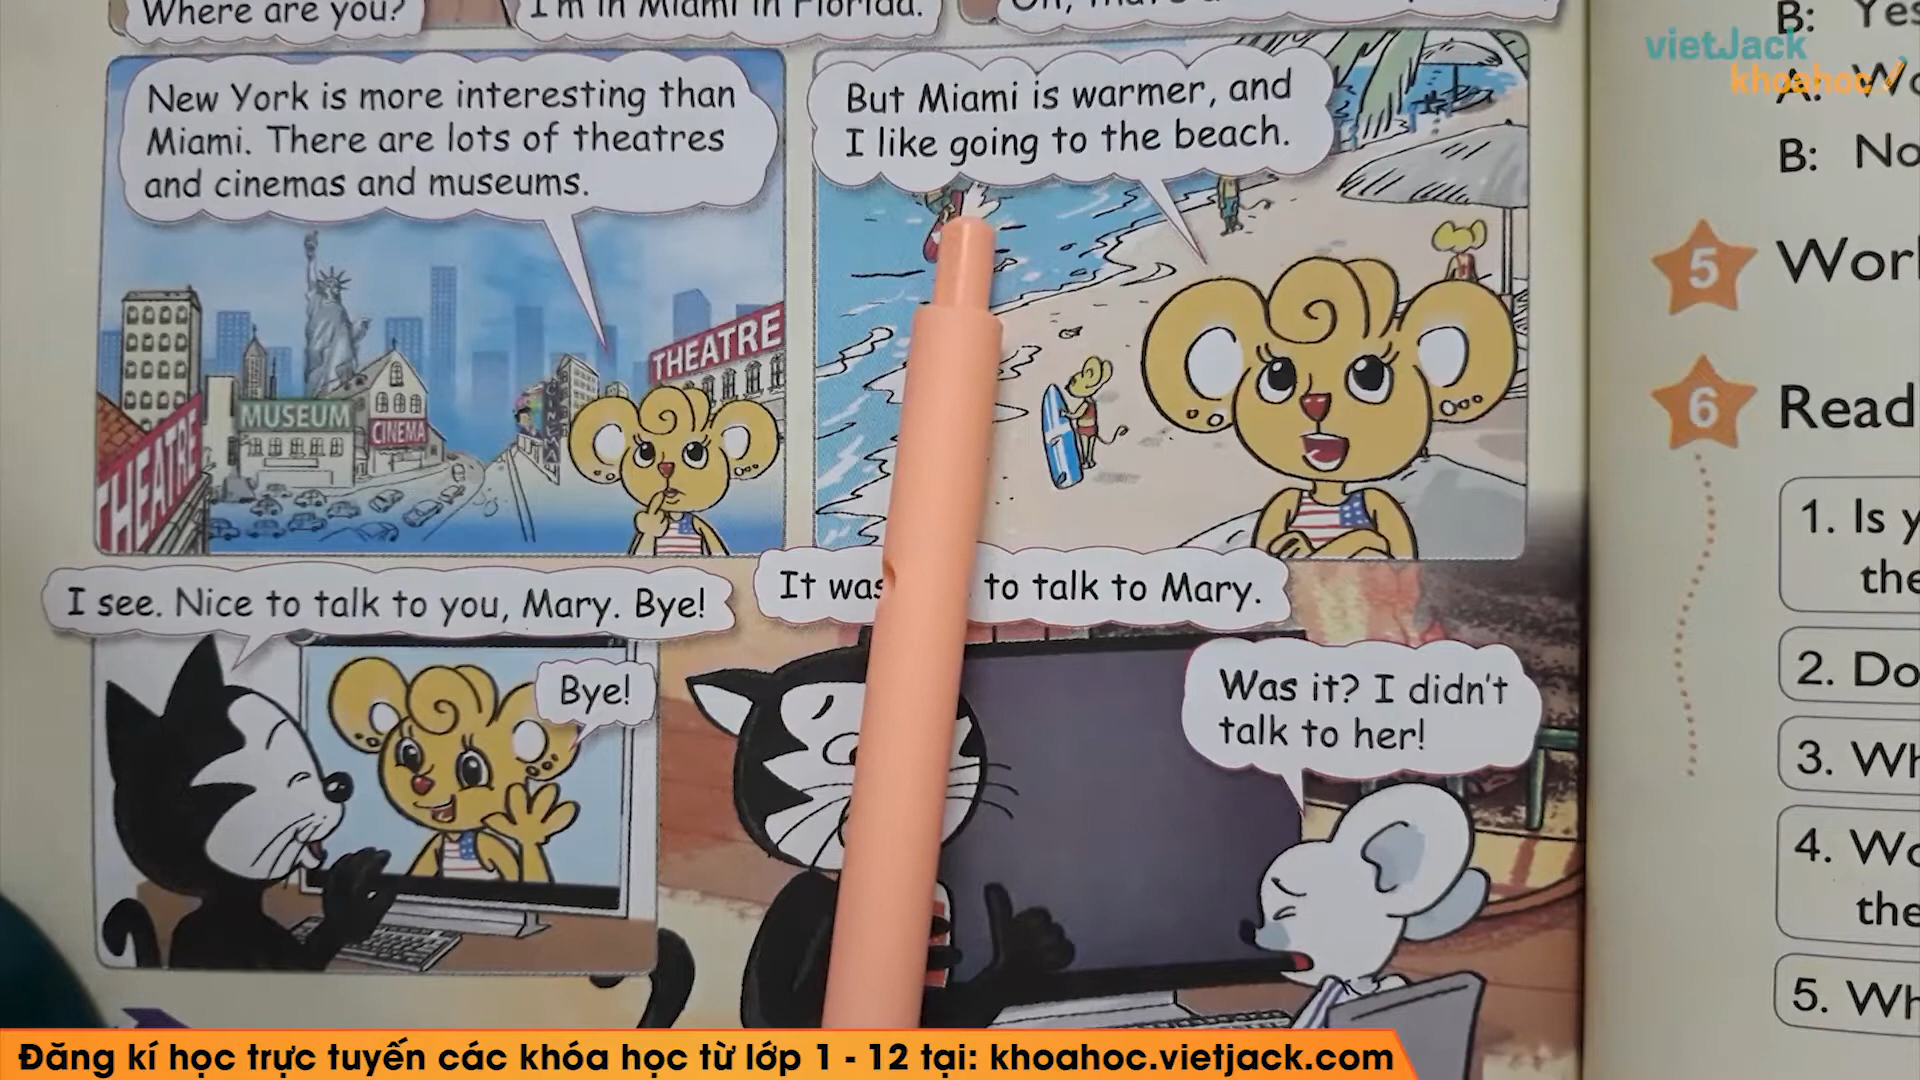 Where are you?
I'm in Miami in Florida.
New York is more interesting than
Miami. There are lots of theatres
and cinemas and museums.
But Miami is warmer, and
I like going to the beach.
THEATRE
MUSEUM
CINEMA
CINEMA
THEATRE
I see. Nice to talk to you, Mary. Bye!
Bye!
It was to talk to Mary.
Was it? I didn't
talk to her!
B: Yes
A:
B: No
5
6 Read
1. Is
the
2. Do
3. Wh
4.
the
5. Wh
vietJack
khoahoc
Đăng kí học trực tuyến các khóa học từ lớp 1 - 12 tại: khoahoc.vietjack.com